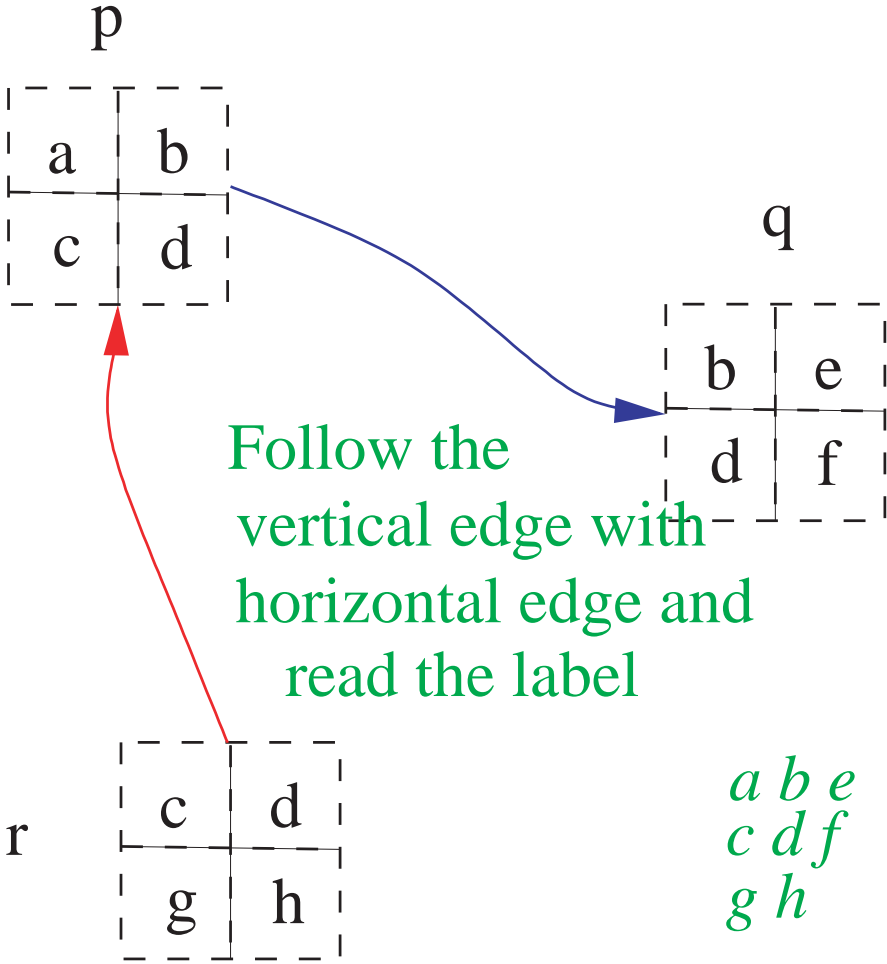 p
a b
c d
q
b e
d f
Follow the
vertical edge with
horizontal edge and
read the label
r
c d
g h
a b e
c d f
g h